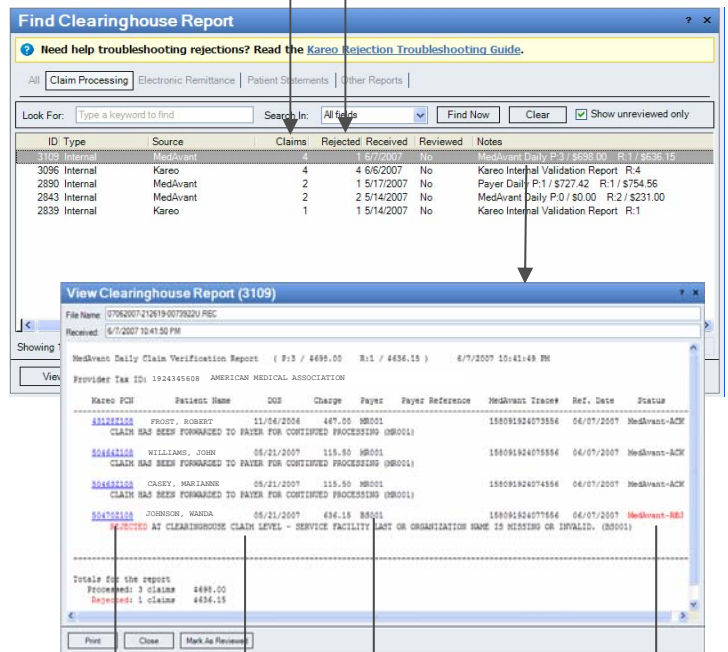 Find Clearinghouse Report ? ×
Need help troubleshooting rejections? Read the Kareo Rejection Troubleshooting Guide.
All Claim Processing Electronic Remittance Patient Statements Other Reports
Look For: Type a keyword to find Search In: All fields Find Now Clear Show unreviewed only
ID Type Source Claims Rejected Received Reviewed Notes
3109 Internal MedAvant 4 1 6/7/2007 No MedAvant Daily P:3 / $698.00 R:1 / $636.15
3096 Internal Kareo 4 4 6/6/2007 No Kareo Internal Validation Report R:4
2890 Internal MedAvant 2 1 5/17/2007 No Payer Daily P:1 / $727.42 R:1 / $754.56
2843 Internal MedAvant 2 2 5/14/2007 No MedAvant Daily P:0 / $0.00 R:2 / $231.00
2839 Internal Kareo 1 1 5/14/2007 No Kareo Internal Validation Report R:1
Showing 1
View
View Clearinghouse Report (3109) ? ×
File Name: 07062007-212619-0073922U.REC
Received: 6/7/2007 10:41:50 PM
MedAvant Daily Claim Verification Report ( P:3 / $698.00 R:1 / $636.15 ) 6/7/2007 10:41:49 PM
Provider Tax ID: 1924345608 AMERICAN MEDICAL ASSOCIATION
Kareo PCN Patient Name DOS Charge Payer Payer Reference MedAvant Trace# Ref. Date Status
43128Z108 FROST, ROBERT 11/06/2006 467.00 MR001 158091924073556 06/07/2007 MedAvant-ACK
CLAIM HAS BEEN FORWARDED TO PAYER FOR CONTINUED PROCESSING (MR001)
50464Z108 WILLIAMS, JOHN 05/21/2007 115.50 MR001 158091924075556 06/07/2007 MedAvant-ACK
CLAIM HAS BEEN FORWARDED TO PAYER FOR CONTINUED PROCESSING (MR001)
50465Z108 CASEY, MARIANNE 05/21/2007 115.50 MR001 158091924074556 06/07/2007 MedAvant-ACK
CLAIM HAS BEEN FORWARDED TO PAYER FOR CONTINUED PROCESSING (MR001)
50470Z108 JOHNSON, WANDA 05/21/2007 636.15 BS001 158091924077556 06/07/2007 MedAvant-REJ
REJECTED AT CLEARINGHOUSE CLAIM LEVEL - SERVICE FACILITY LAST OR ORGANIZATION NAME IS MISSING OR INVALID. (BS001)
Totals for the report
Processed: 3 claims $698.00
Rejected: 1 claims $636.15
Print Close Mark As Reviewed